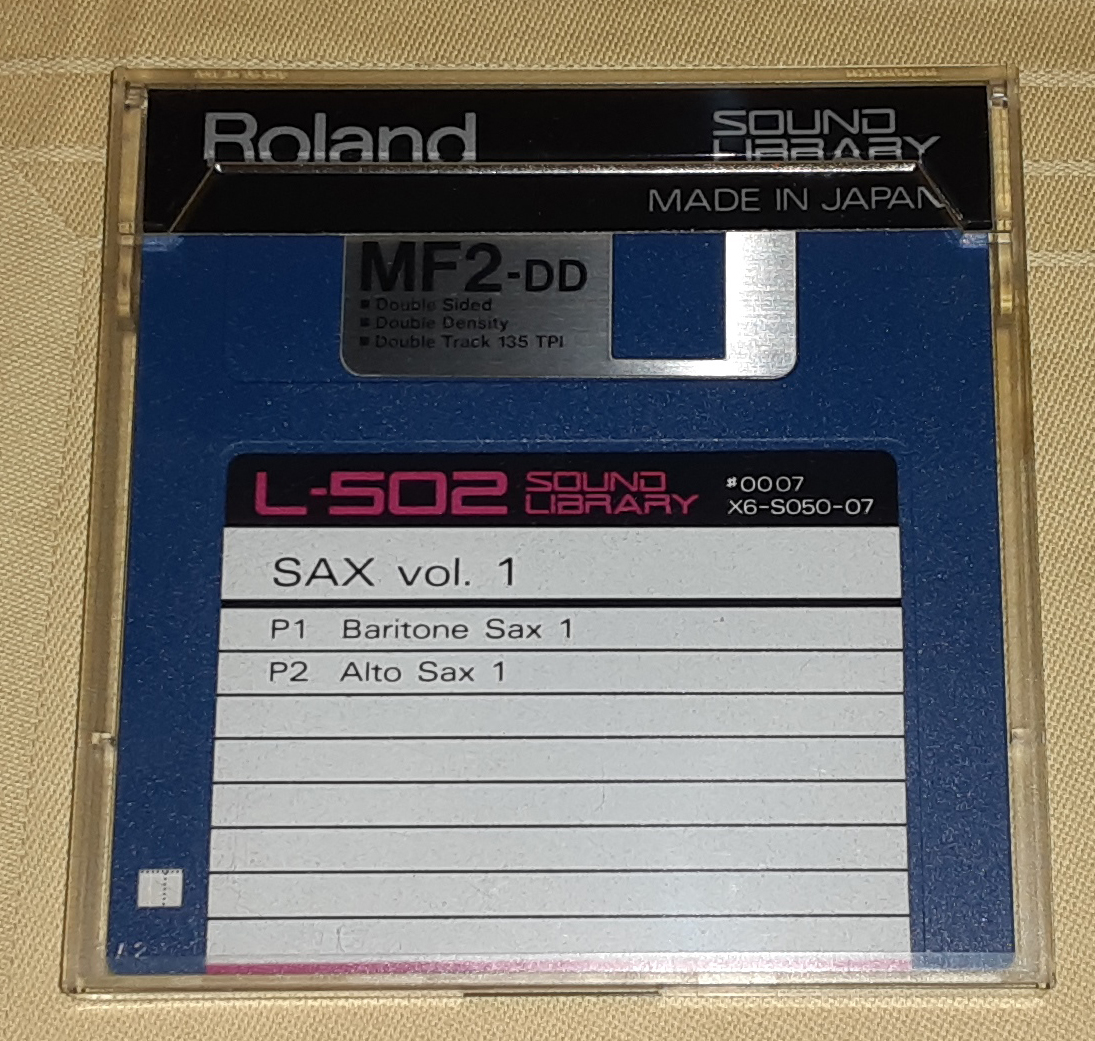 Roland
SOUND
LIBRARY
MADE IN JAPAN
MF2-DD
■ Double Sided
■ Double Density
■ Double Track 135 TPI
L-502 SOUND LIBRARY
#0007
X6-S050-07
SAX vol. 1
P1 Baritone Sax 1
P2 Alto Sax 1